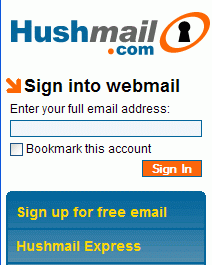 Hushmail
.com
Sign into webmail
Enter your full email address:
Bookmark this account
Sign In
Sign up for free email
Hushmail Express